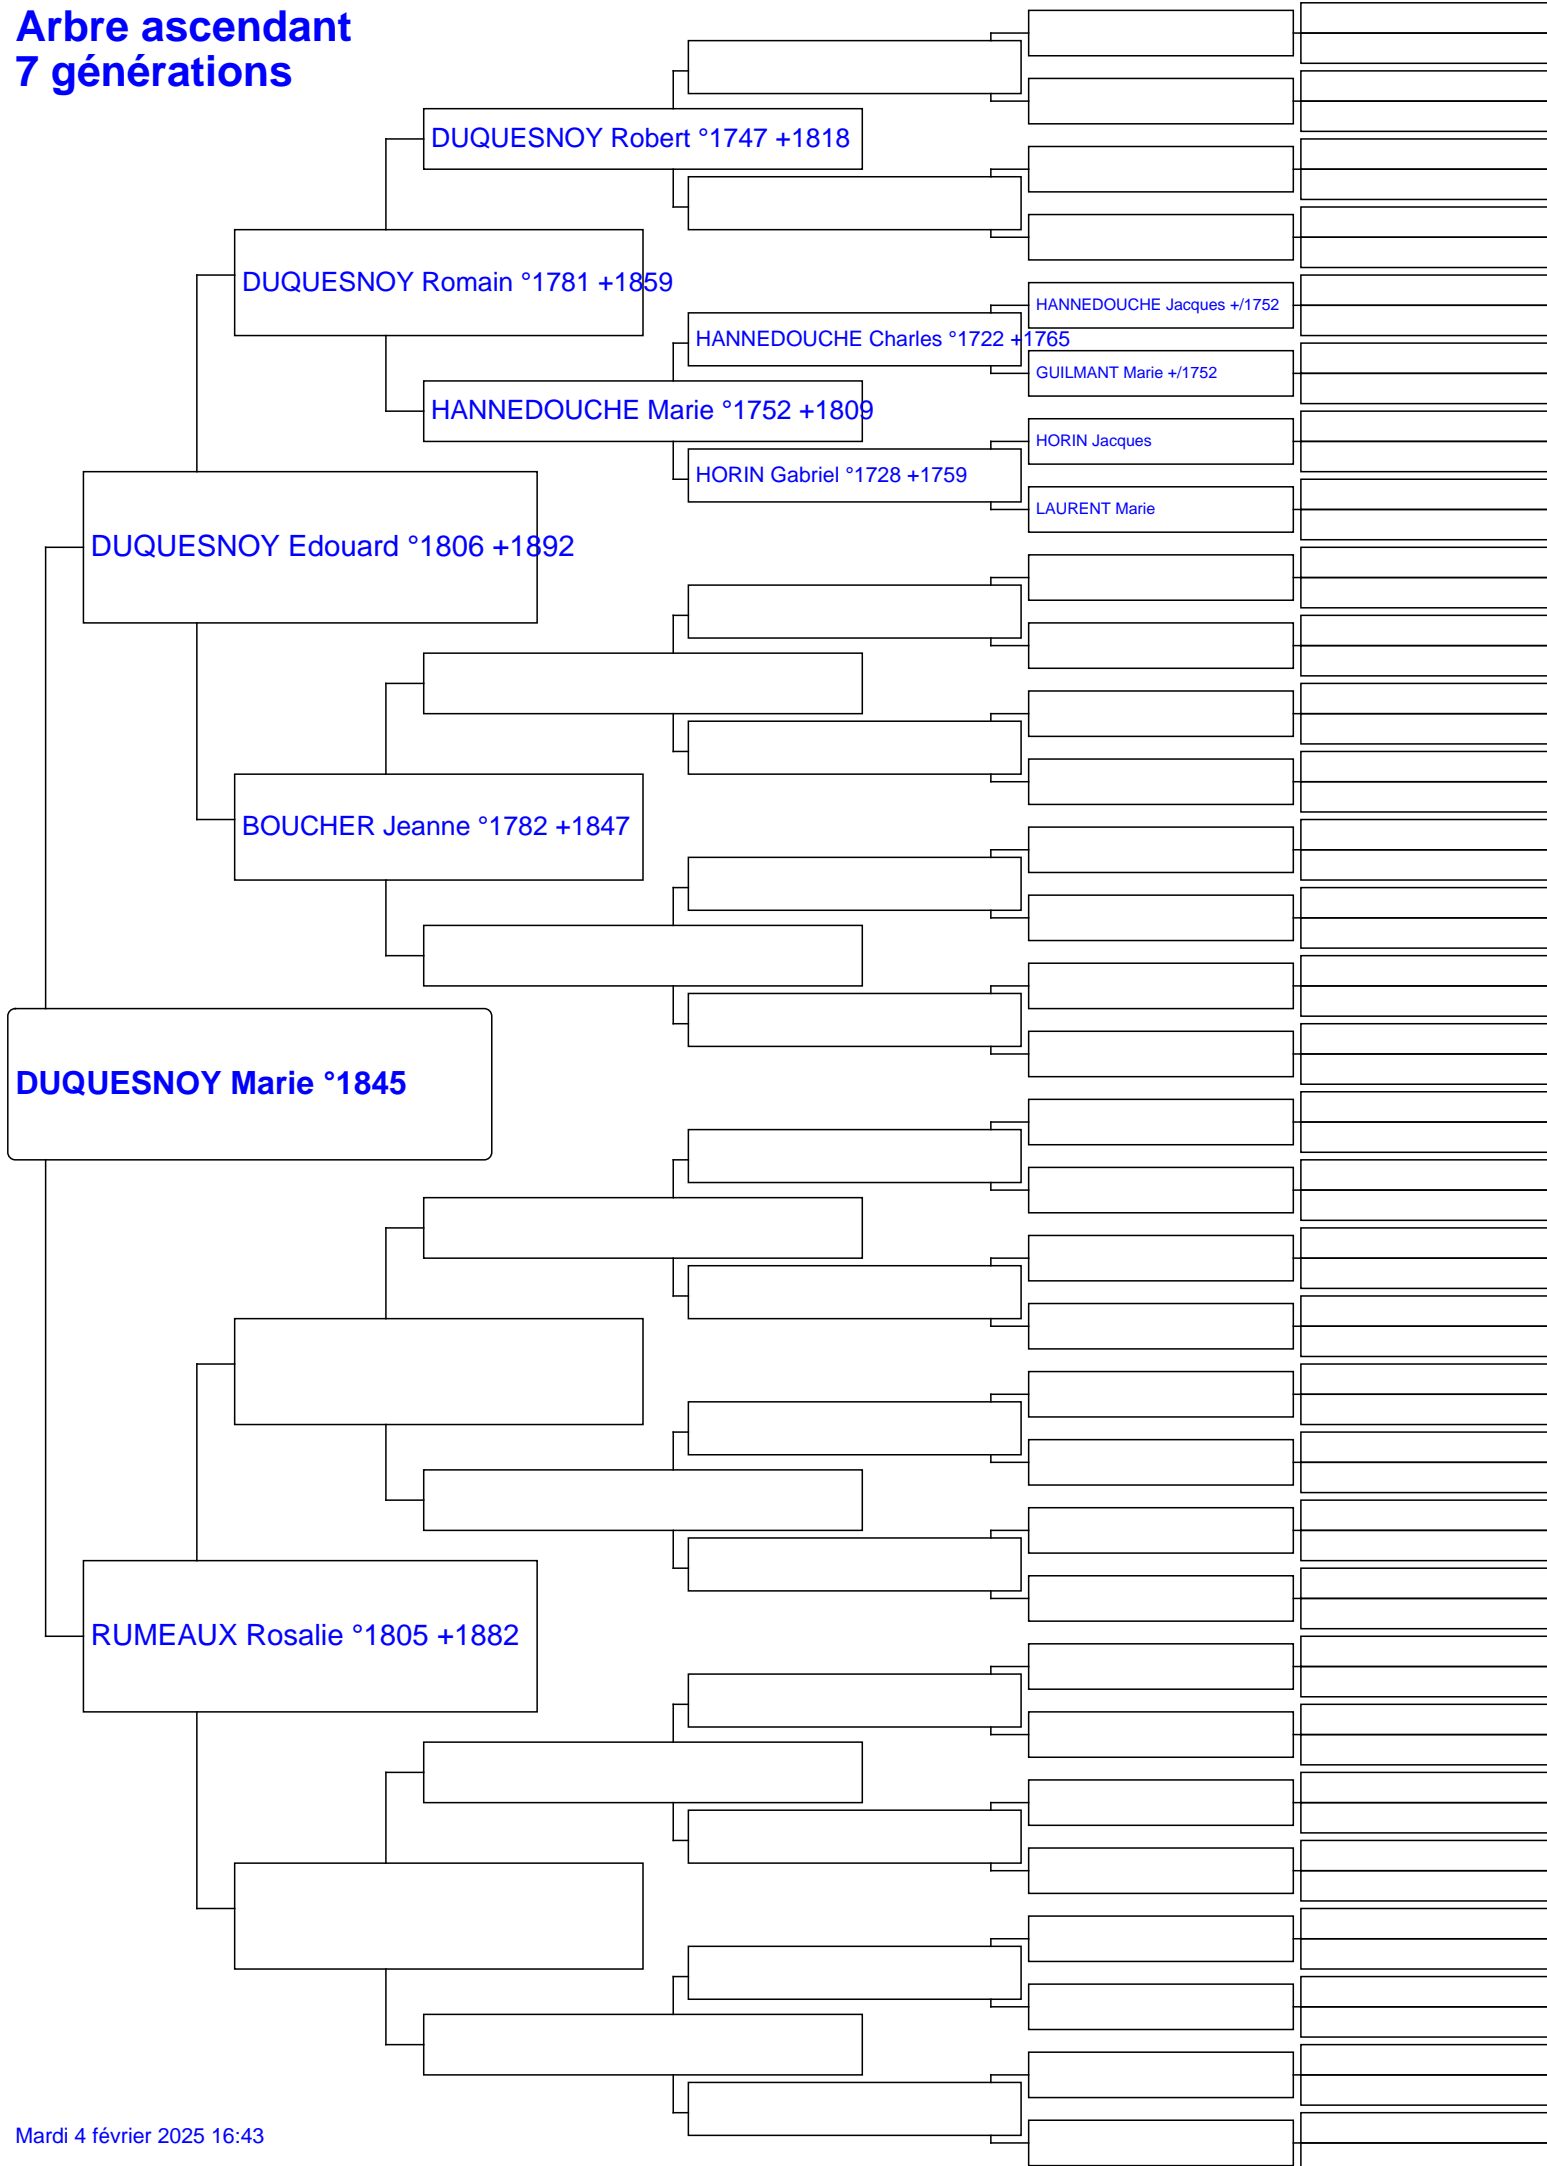 Arbre ascendant
7 générations
DUQUESNOY Robert °1747 +1818
DUQUESNOY Romain °1781 +1859
HANNEDOUCHE Jacques +/1752
HANNEDOUCHE Charles °1722 +1765
GUILMANT Marie +/1752
HANNEDOUCHE Marie °1752 +1809
HORIN Jacques
HORIN Gabriel °1728 +1759
LAURENT Marie
DUQUESNOY Edouard °1806 +1892
BOUCHER Jeanne °1782 +1847
DUQUESNOY Marie °1845
RUMEAUX Rosalie °1805 +1882
Mardi 4 février 2025 16:43